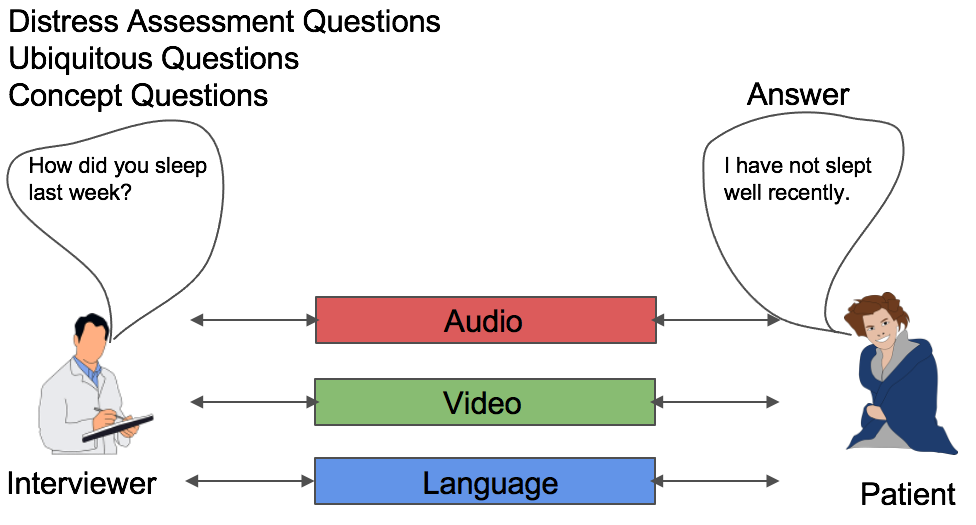 Distress Assessment Questions
Ubiquitous Questions
Concept Questions
Answer
How did you sleep
last week?
I have not slept
well recently.
Audio
Video
Language
Interviewer
Patient